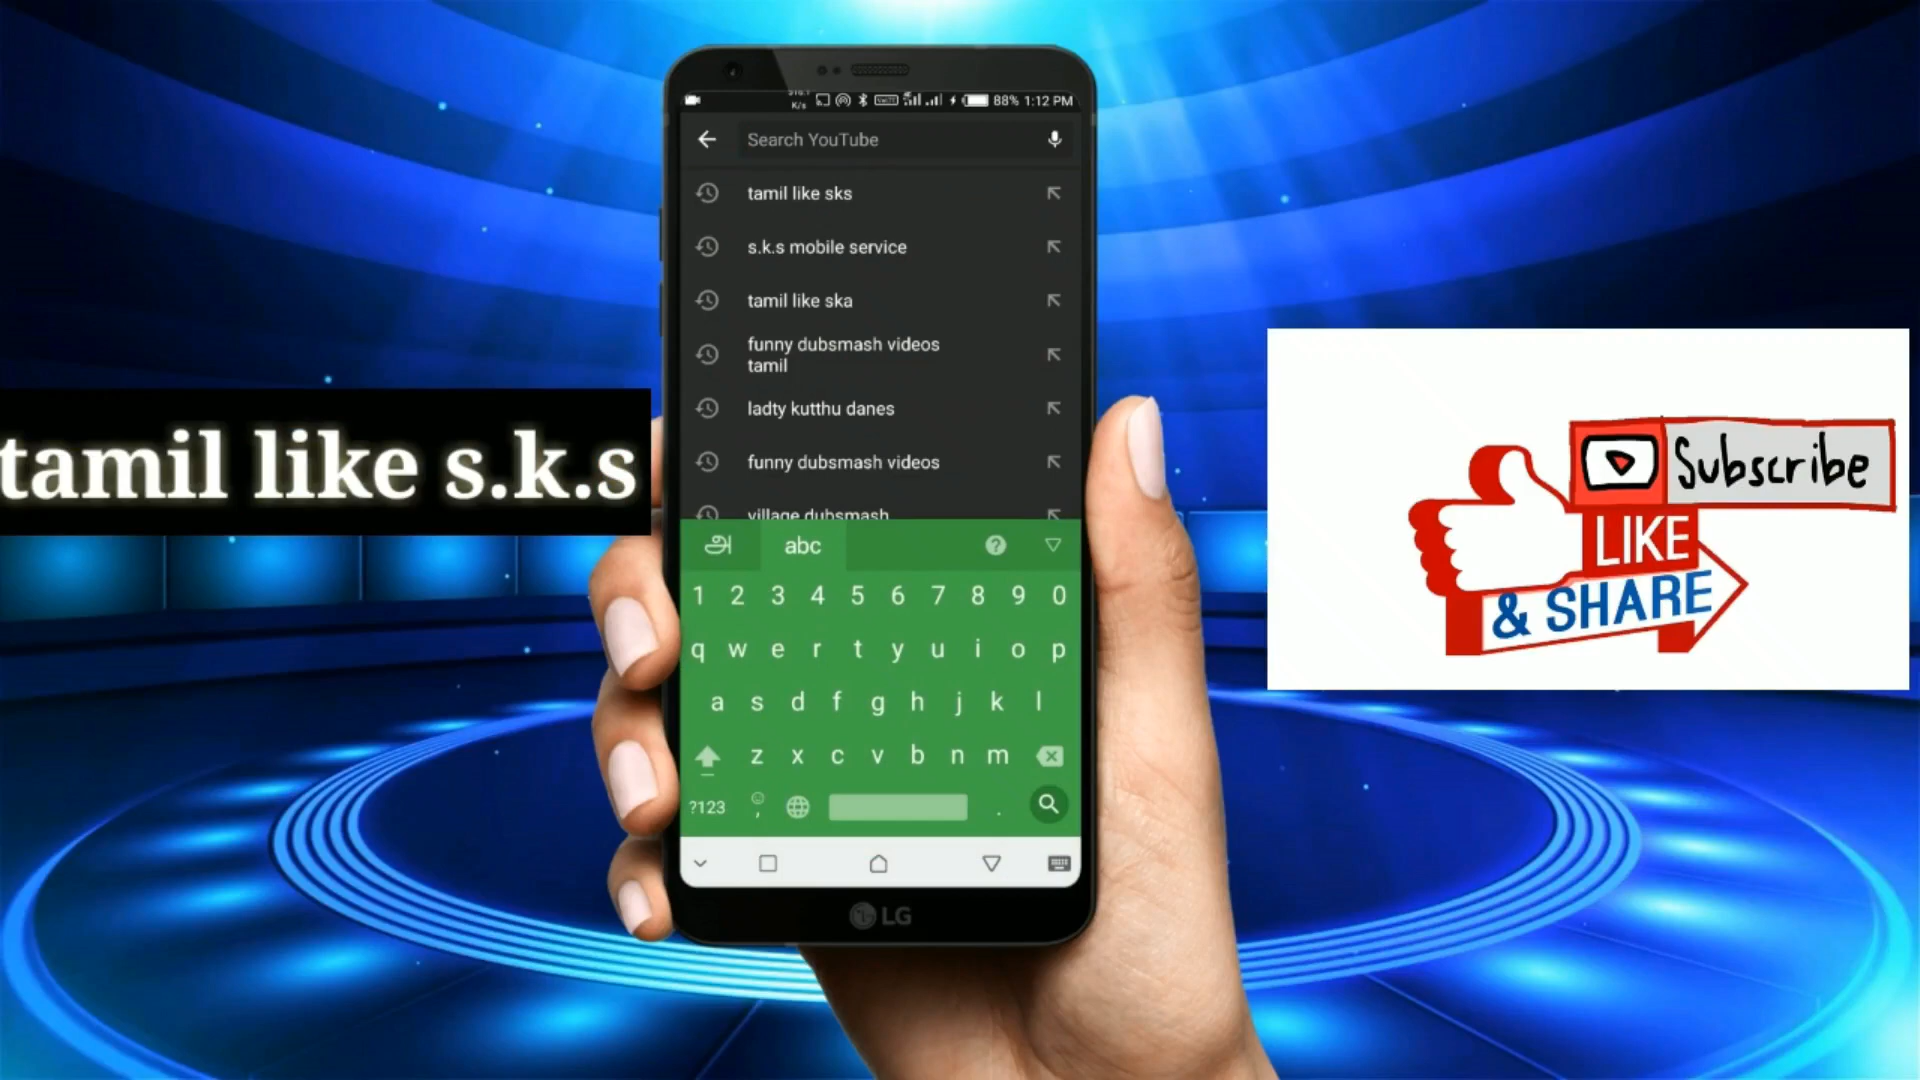 K/s VoLTE 4G 88% 1:12 PM
Search YouTube
tamil like sks
s.k.s mobile service
tamil like ska
funny dubsmash videos
tamil
ladty kutthu danes
funny dubsmash videos
village dubsmash
tamil like s.k.s
Subscribe
LIKE
& SHARE
அ abc ?
1 2 3 4 5 6 7 8 9 0
q w e r t y u i o p
a s d f g h j k l
z x c v b n m
?123 , .
LG